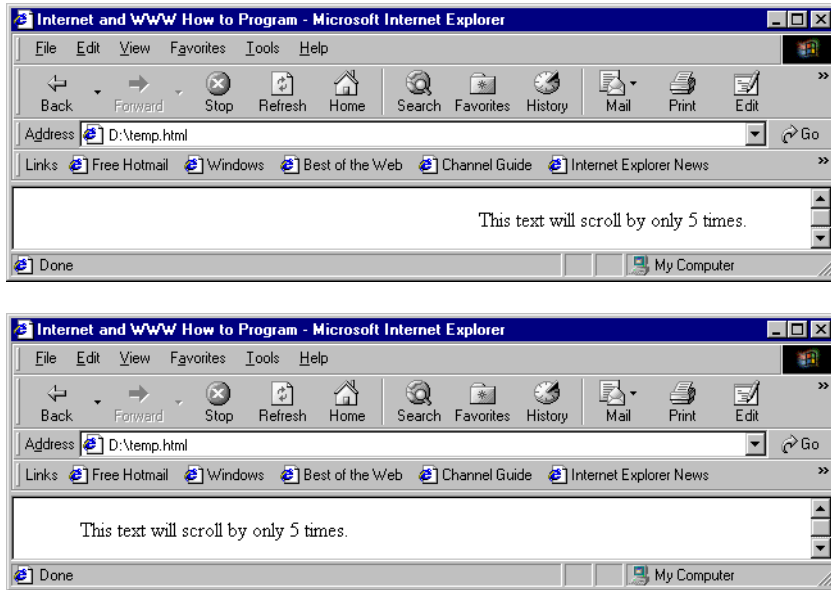 Internet and WWW How to Program - Microsoft Internet Explorer
File Edit View Favorites Tools Help
Back Forward Stop Refresh Home Search Favorites History Mail Print Edit »
Address D:\temp.html Go
Links Free Hotmail Windows Best of the Web Channel Guide Internet Explorer News »
This text will scroll by only 5 times.
Done My Computer
Internet and WWW How to Program - Microsoft Internet Explorer
File Edit View Favorites Tools Help
Back Forward Stop Refresh Home Search Favorites History Mail Print Edit »
Address D:\temp.html Go
Links Free Hotmail Windows Best of the Web Channel Guide Internet Explorer News »
This text will scroll by only 5 times.
Done My Computer